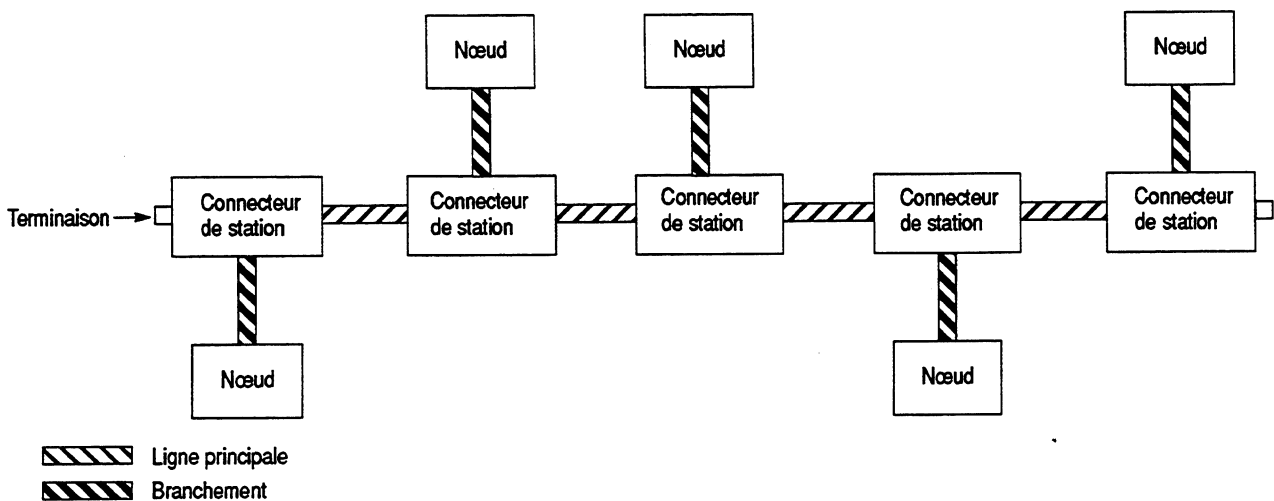 Nœud
Nœud
Nœud
Terminaison
Connecteur
de station
Connecteur
de station
Connecteur
de station
Connecteur
de station
Connecteur
de station
Nœud
Nœud
Ligne principale
Branchement